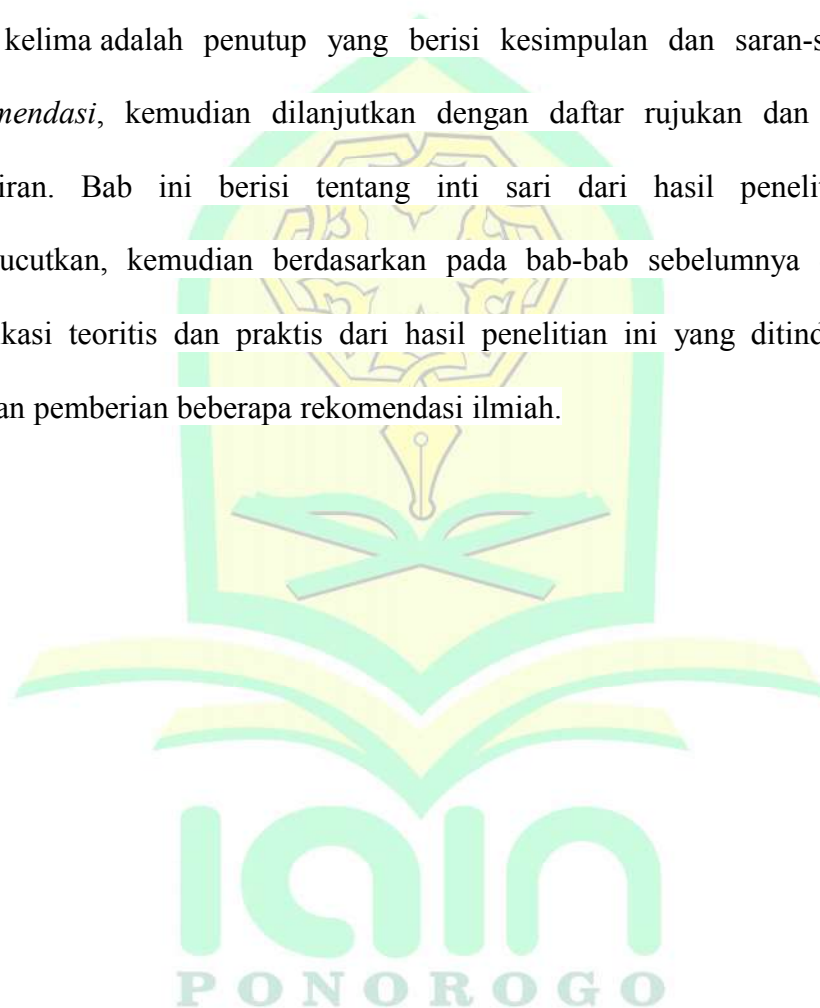 kelima adalah penutup yang berisi kesimpulan dan saran-s
mendasi, kemudian dilanjutkan dengan daftar rujukan dan
iran. Bab ini berisi tentang inti sari dari hasil penelit
ucutkan, kemudian berdasarkan pada bab-bab sebelumnya
kasi teoritis dan praktis dari hasil penelitian ini yang ditind
an pemberian beberapa rekomendasi ilmiah.
iain
PONOROGO